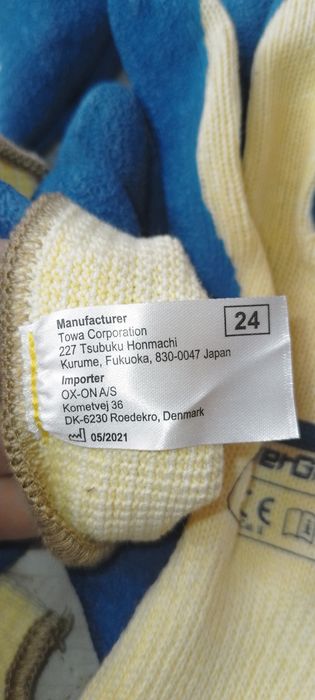 Manufacturer
Towa Corporation
227 Tsubuku Honmachi
Kurume, Fukuoka, 830-0047 Japan
24
Importer
OX-ON A/S
Kometvej 36
DK-6230 Roedekro, Denmark
05/2021
CE